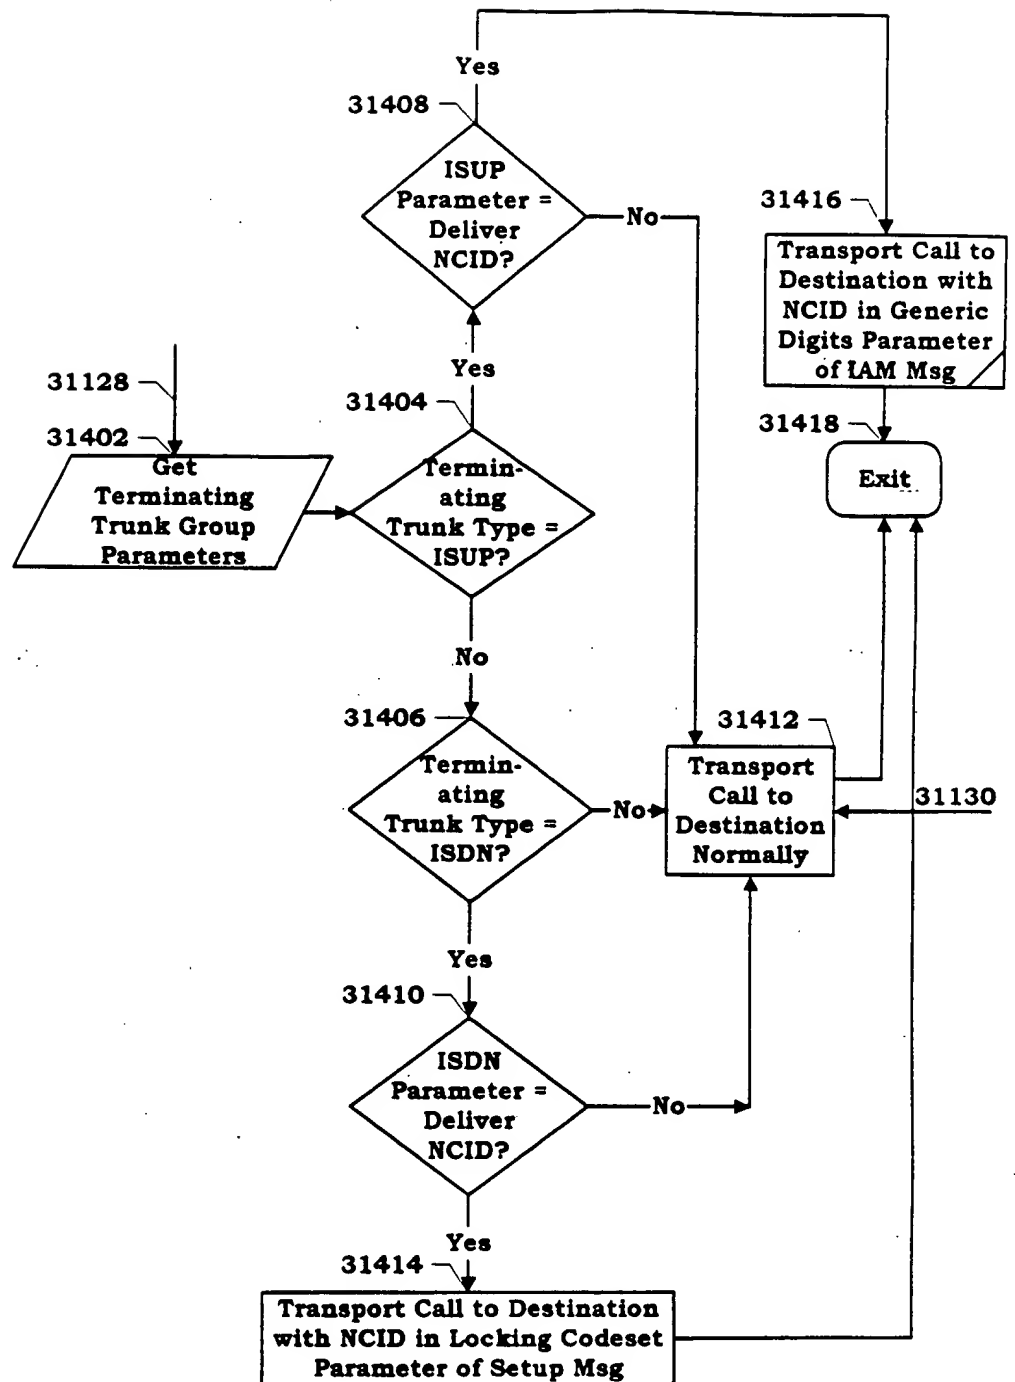 Yes
31408
ISUP
Parameter =
Deliver
NCID?
No
31416
Transport Call to
Destination with
NCID in Generic
Digits Parameter
of IAM Msg
31128
31402
Get
Terminating
Trunk Group
Parameters
Yes
31404
Termin-
ating
Trunk Type =
ISUP?
31418
Exit
No
31406
Termin-
ating
Trunk Type =
ISDN?
No
31412
Transport
Call to
Destination
Normally
31130
Yes
31410
ISDN
Parameter =
Deliver
NCID?
No
Yes
31414
Transport Call to Destination
with NCID in Locking Codeset
Parameter of Setup Msg